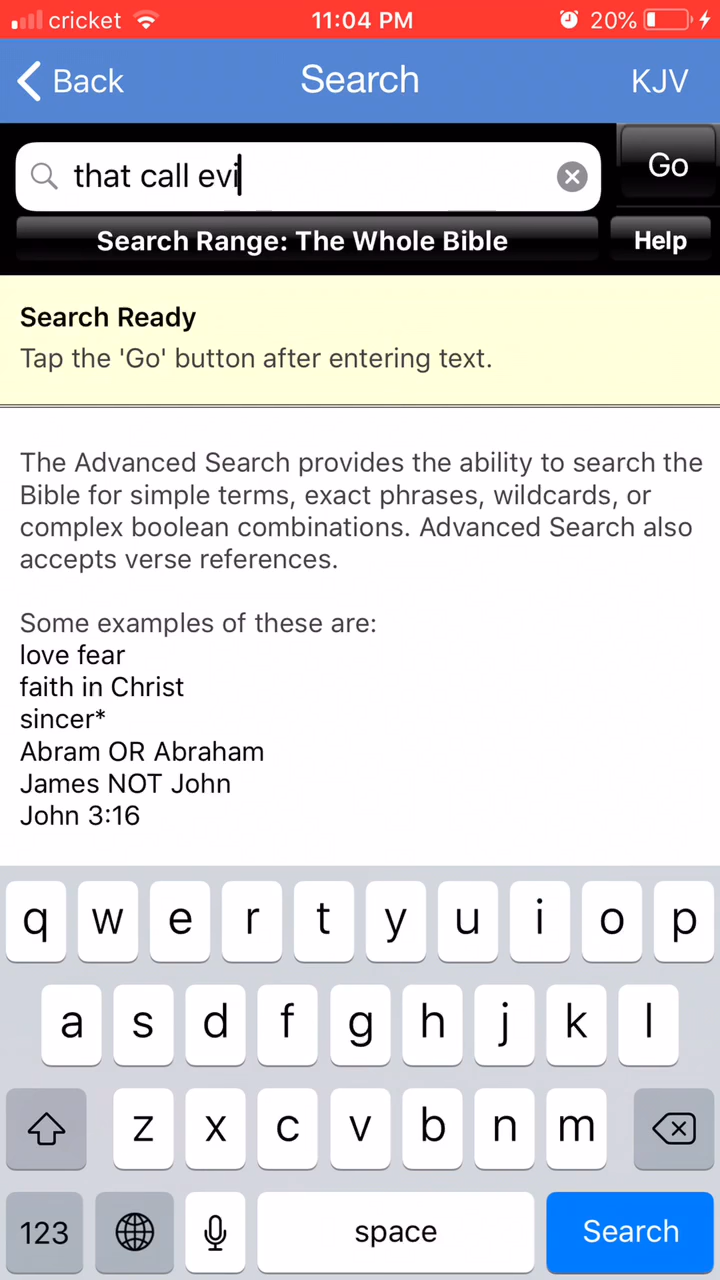 cricket 11:04 PM 20%
Back Search KJV
that call evi Go
Search Range: The Whole Bible Help
Search Ready
Tap the 'Go' button after entering text.
The Advanced Search provides the ability to search the
Bible for simple terms, exact phrases, wildcards, or
complex boolean combinations. Advanced Search also
accepts verse references.
Some examples of these are:
love fear
faith in Christ
sincer*
Abram OR Abraham
James NOT John
John 3:16
q w e r t y u i o p
a s d f g h j k l
z x c v b n m
123 space Search